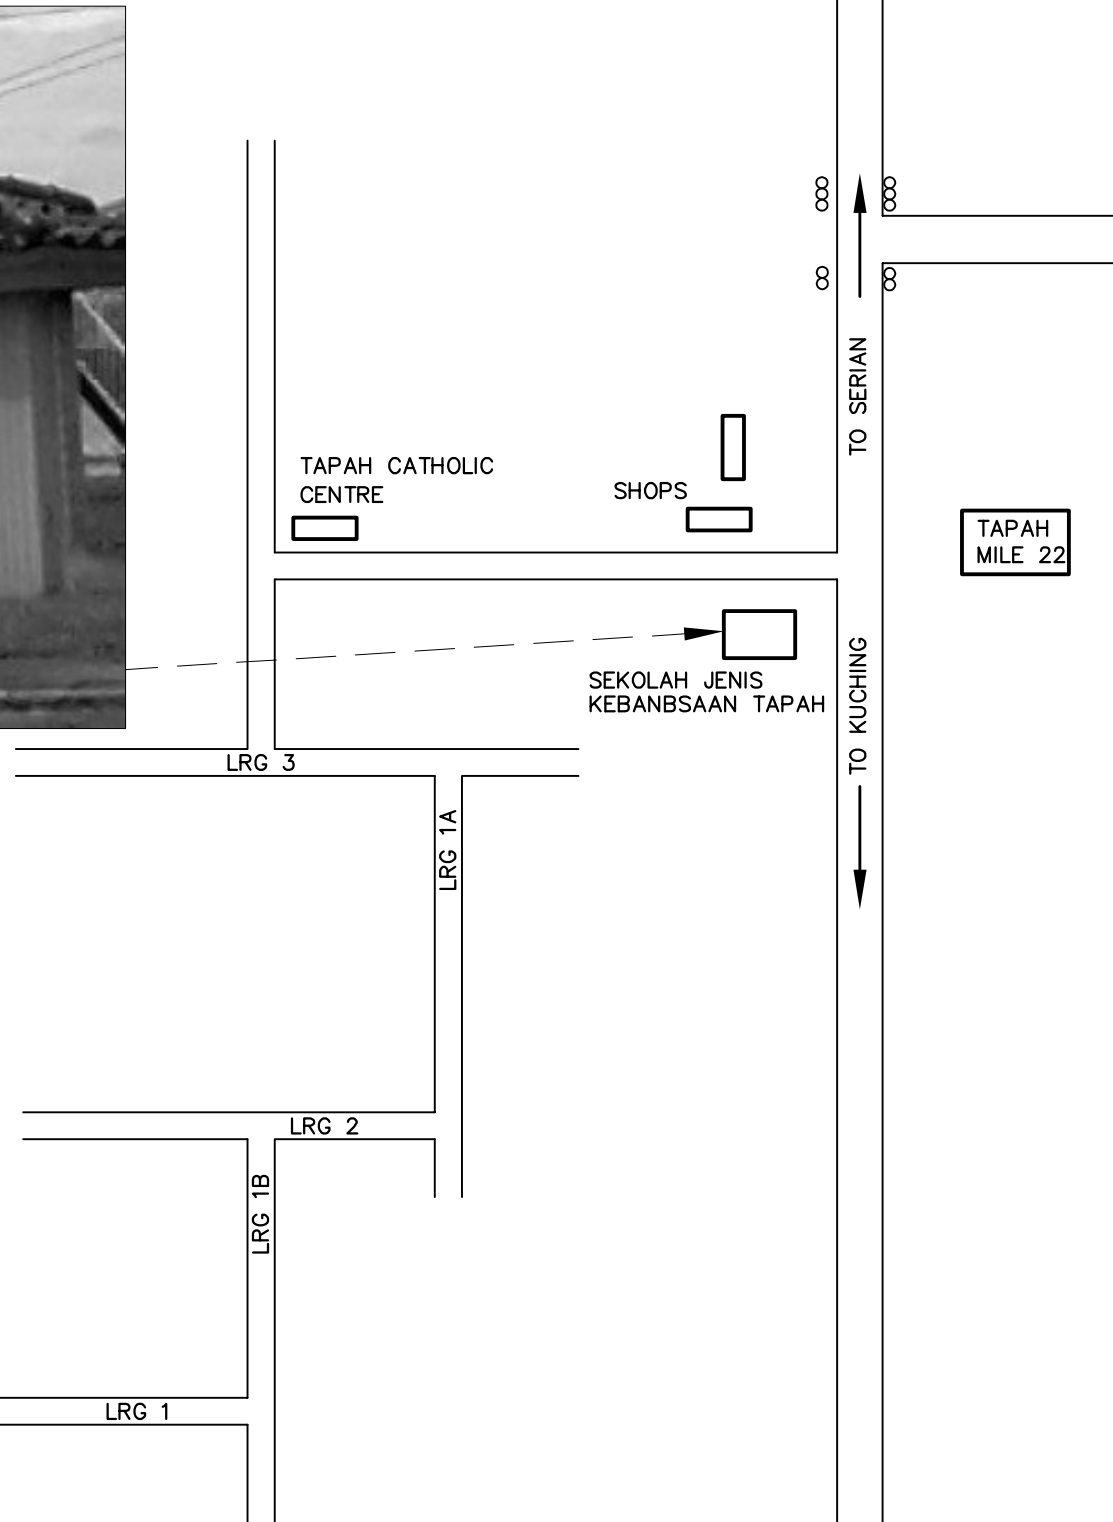 TO SERIAN
TAPAH CATHOLIC
CENTRE
SHOPS
TAPAH
MILE 22
SEKOLAH JENIS
KEBANBSAAN TAPAH
TO KUCHING
LRG 3
LRG 1A
LRG 2
LRG 1B
LRG 1